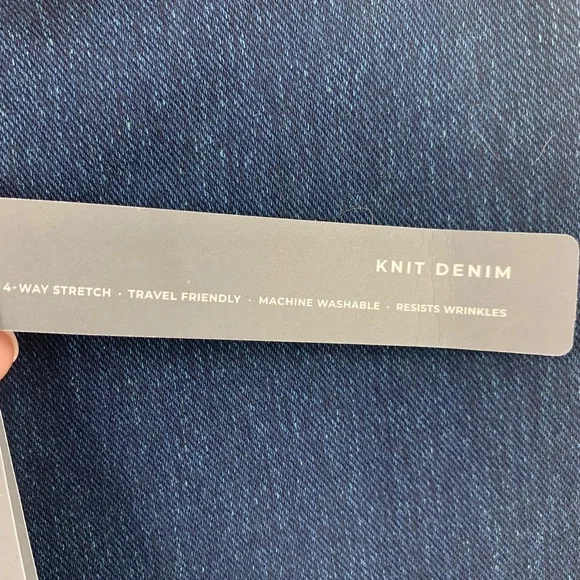 KNIT DENIM
4-WAY STRETCH · TRAVEL FRIENDLY · MACHINE WASHABLE · RESISTS WRINKLES